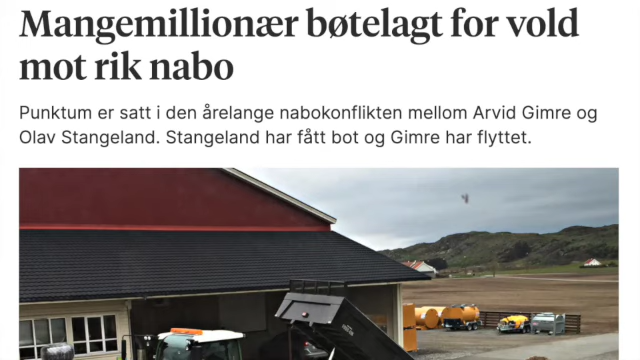 Mangemillionær bøtelagt for vold
mot rik nabo
Punktum er satt i den årelange nabokonflikten mellom Arvid Gimre og
Olav Stangeland. Stangeland har fått bot og Gimre har flyttet.